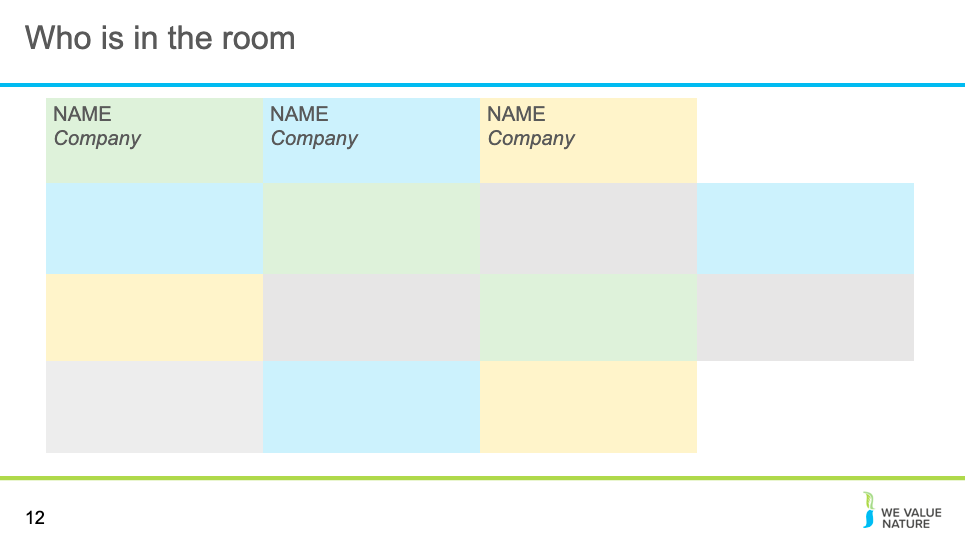 Who is in the room
NAME
Company
NAME
Company
NAME
Company
12
WE VALUE
NATURE